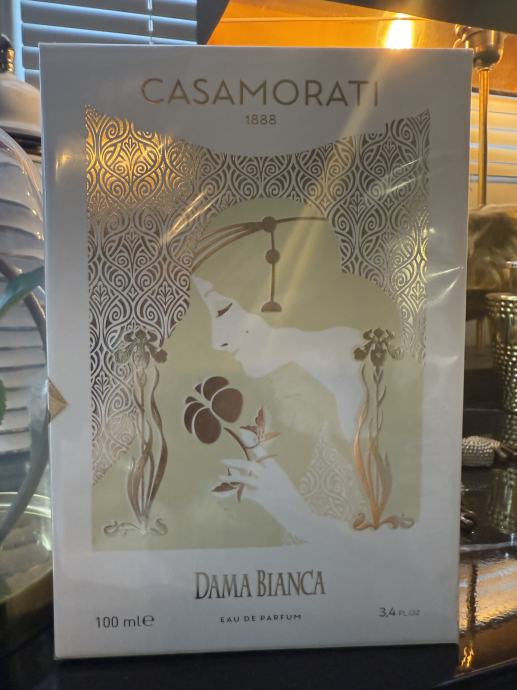 CASAMORATI
1888
DAMA BIANCA
100 ml℮
EAU DE PARFUM
3,4 FL.OZ